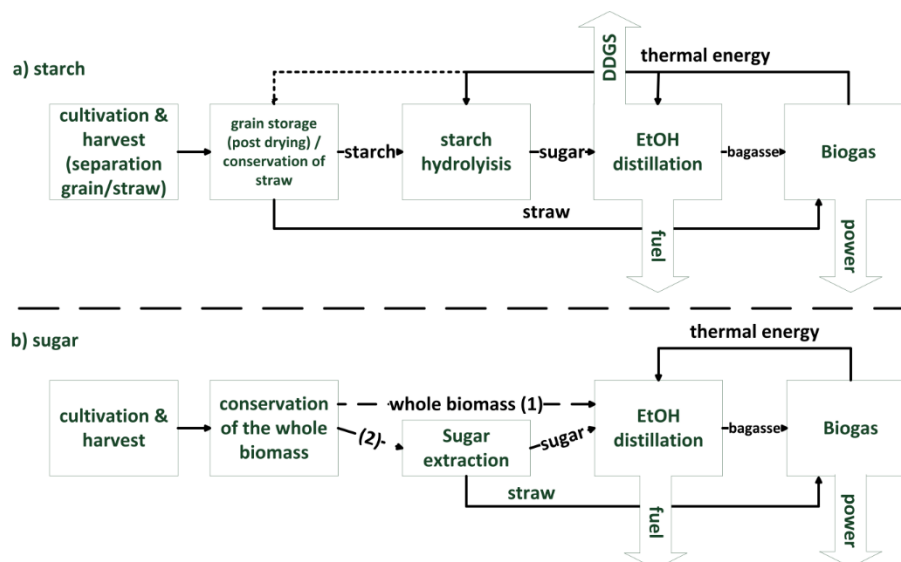 DDGS
thermal energy
a) starch
cultivation &
harvest
(separation
grain/straw)
grain storage
(post drying) /
conservation of
straw
starch
starch
hydrolyisis
sugar
EtOH
distillation
bagasse
Biogas
straw
fuel
power
b) sugar
thermal energy
cultivation &
harvest
conservation
of the whole
biomass
whole biomass (1)
(2)
Sugar
extraction
sugar
EtOH
distillation
bagasse
Biogas
straw
fuel
power